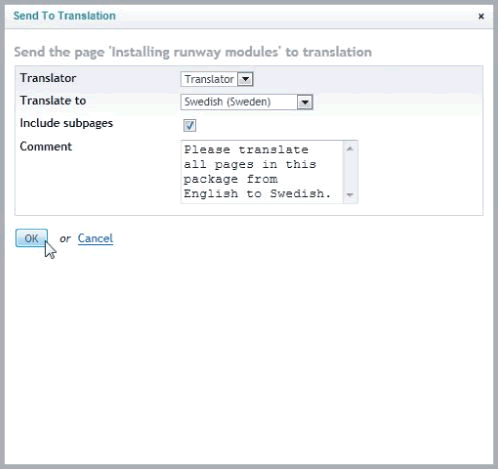 Send To Translation x
Send the page 'Installing runway modules' to translation
Translator Translator
Translate to Swedish (Sweden)
Include subpages
Comment Please translate
all pages in this
package from
English to Swedish.
OK or Cancel